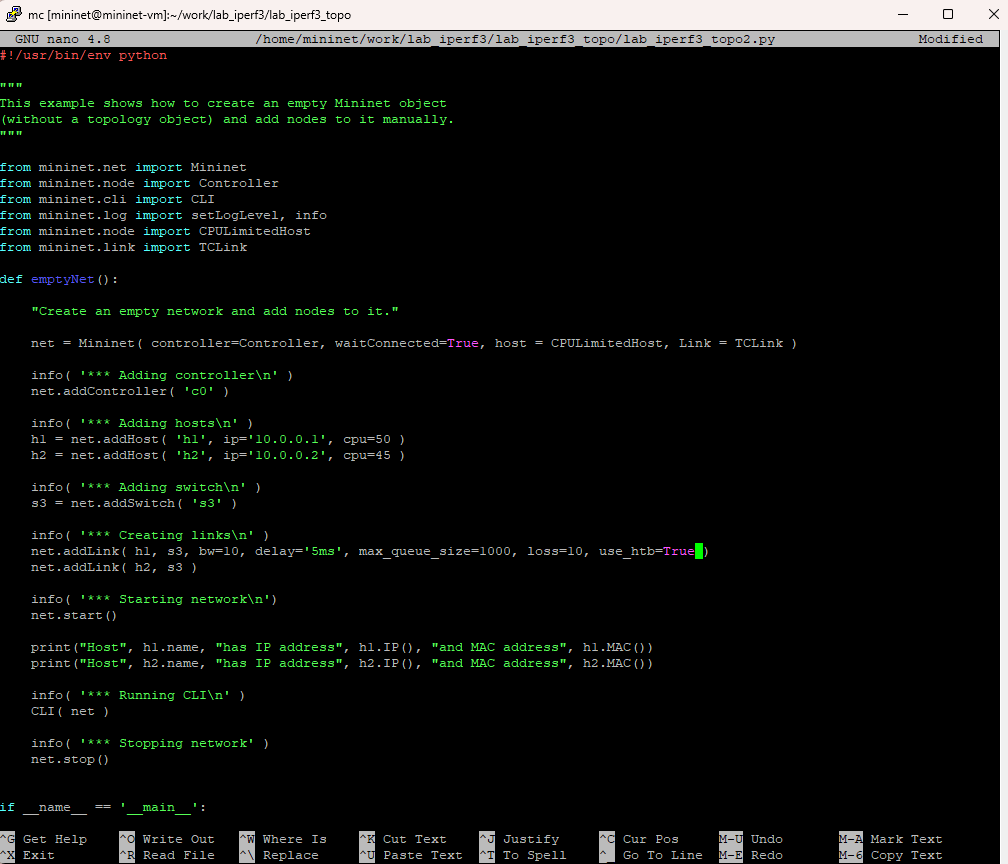 mc [mininet@mininet-vm]:~/work/lab_iperf3/lab_iperf3_topo
GNU nano 4.8 /home/mininet/work/lab_iperf3/lab_iperf3_topo/lab_iperf3_topo2.py Modified
#!/usr/bin/env python

"""
This example shows how to create an empty Mininet object
(without a topology object) and add nodes to it manually.
"""

from mininet.net import Mininet
from mininet.node import Controller
from mininet.cli import CLI
from mininet.log import setLogLevel, info
from mininet.node import CPULimitedHost
from mininet.link import TCLink

def emptyNet():

    "Create an empty network and add nodes to it."

    net = Mininet( controller=Controller, waitConnected=True, host = CPULimitedHost, Link = TCLink )

    info( '*** Adding controller\n' )
    net.addController( 'c0' )

    info( '*** Adding hosts\n' )
    h1 = net.addHost( 'h1', ip='10.0.0.1', cpu=50 )
    h2 = net.addHost( 'h2', ip='10.0.0.2', cpu=45 )

    info( '*** Adding switch\n' )
    s3 = net.addSwitch( 's3' )

    info( '*** Creating links\n' )
    net.addLink( h1, s3, bw=10, delay='5ms', max_queue_size=1000, loss=10, use_htb=True )
    net.addLink( h2, s3 )

    info( '*** Starting network\n')
    net.start()

    print("Host", h1.name, "has IP address", h1.IP(), "and MAC address", h1.MAC())
    print("Host", h2.name, "has IP address", h2.IP(), "and MAC address", h2.MAC())

    info( '*** Running CLI\n' )
    CLI( net )

    info( '*** Stopping network' )
    net.stop()


if __name__ == '__main__':
^G Get Help ^O Write Out ^W Where Is ^K Cut Text ^J Justify ^C Cur Pos M-U Undo M-A Mark Text
^X Exit ^R Read File ^\ Replace ^U Paste Text ^T To Spell ^_ Go To Line M-E Redo M-6 Copy Text